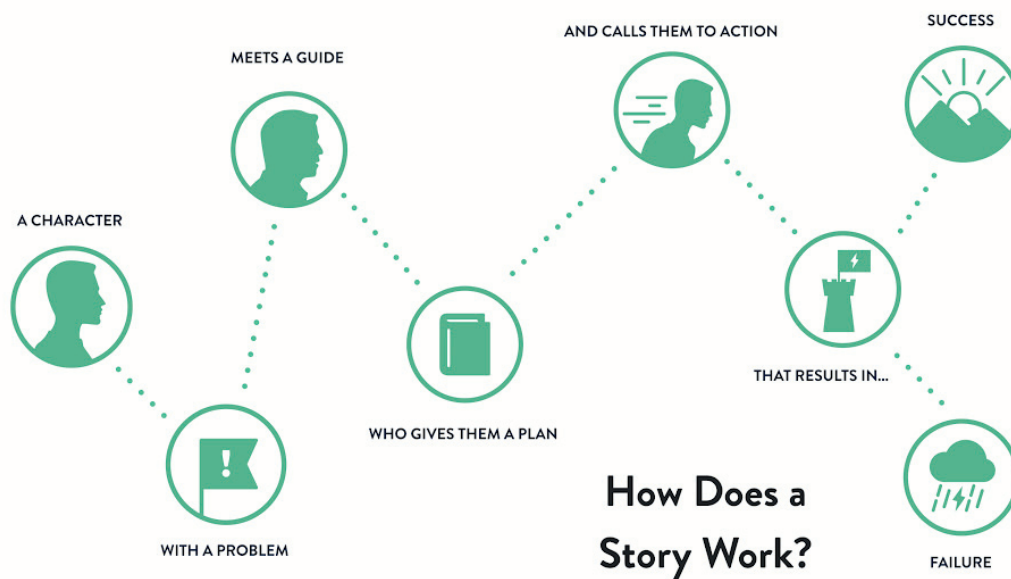 A CHARACTER
WITH A PROBLEM
MEETS A GUIDE
WHO GIVES THEM A PLAN
AND CALLS THEM TO ACTION
THAT RESULTS IN...
SUCCESS
FAILURE
How Does a
Story Work?
!